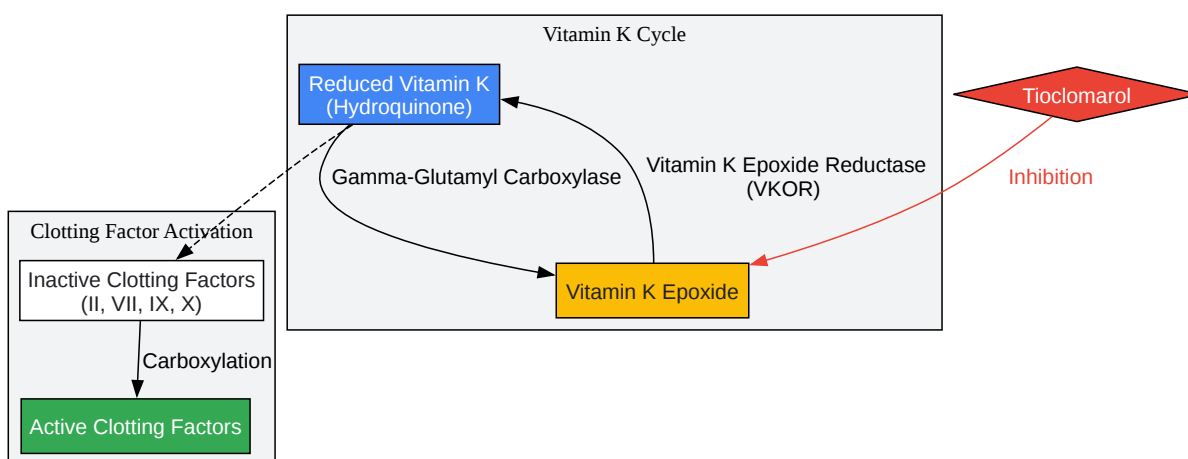 Vitamin K Cycle
Reduced Vitamin K
(Hydroquinone)
Tioclomarol
Gamma-Glutamyl Carboxylase
Vitamin K Epoxide Reductase
(VKOR)
Inhibition
Clotting Factor Activation
Inactive Clotting Factors
(II, VII, IX, X)
Vitamin K Epoxide
Carboxylation
Active Clotting Factors